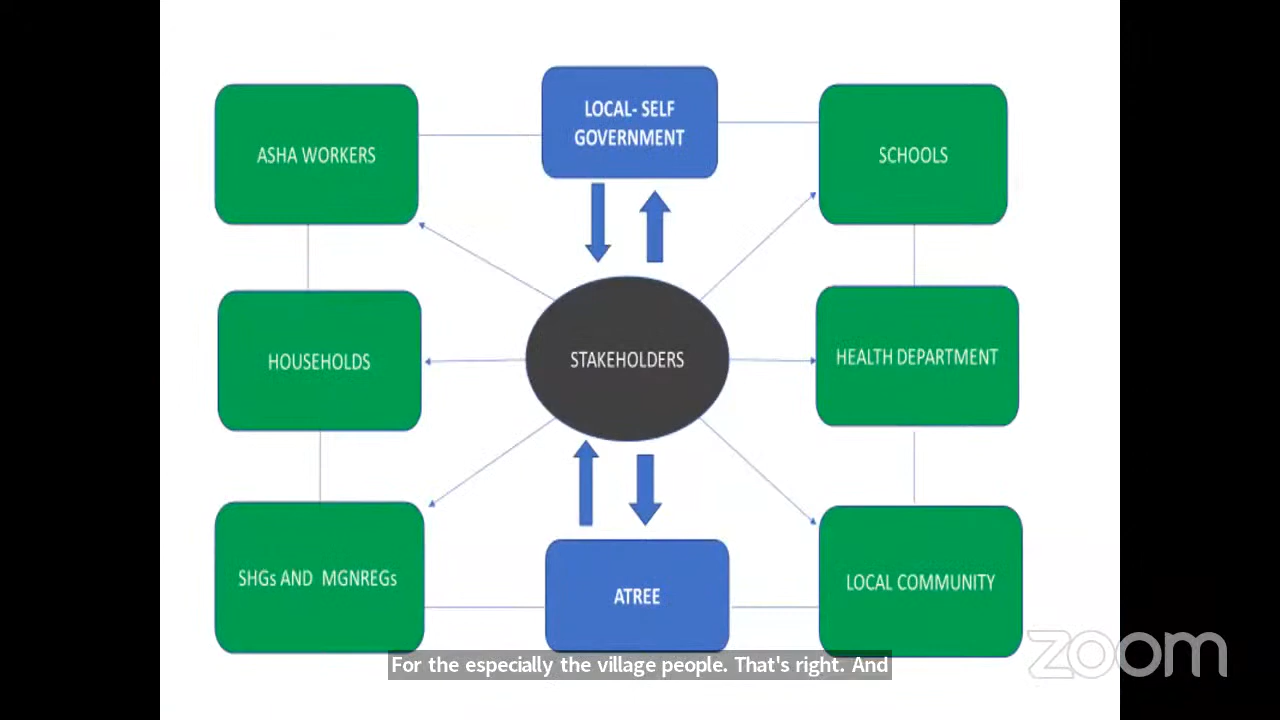 ASHA WORKERS
LOCAL- SELF
GOVERNMENT
SCHOOLS
HOUSEHOLDS
STAKEHOLDERS
HEALTH DEPARTMENT
SHGs AND  MGNREGs
ATREE
LOCAL COMMUNITY
zoom
For the especially the village people. That's right. And